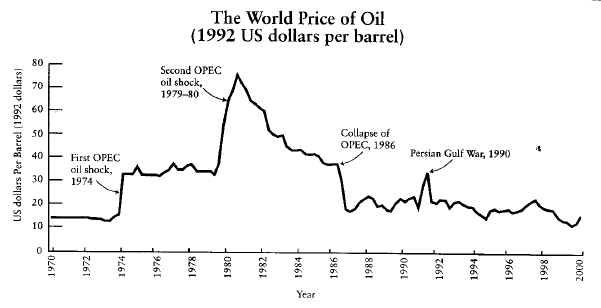 The World Price of Oil
(1992 US dollars per barrel)
US dollars Per Barrel (1992 dollars)
80
70
60
50
40
30
20
10
0
Second OPEC
oil shock,
1979–80
First OPEC
oil shock,
1974
Collapse of
OPEC, 1986
Persian Gulf War, 1990
1970
1972
1974
1976
1978
1980
1982
1984
1986
1988
1990
1992
1994
1996
1998
2000
Year